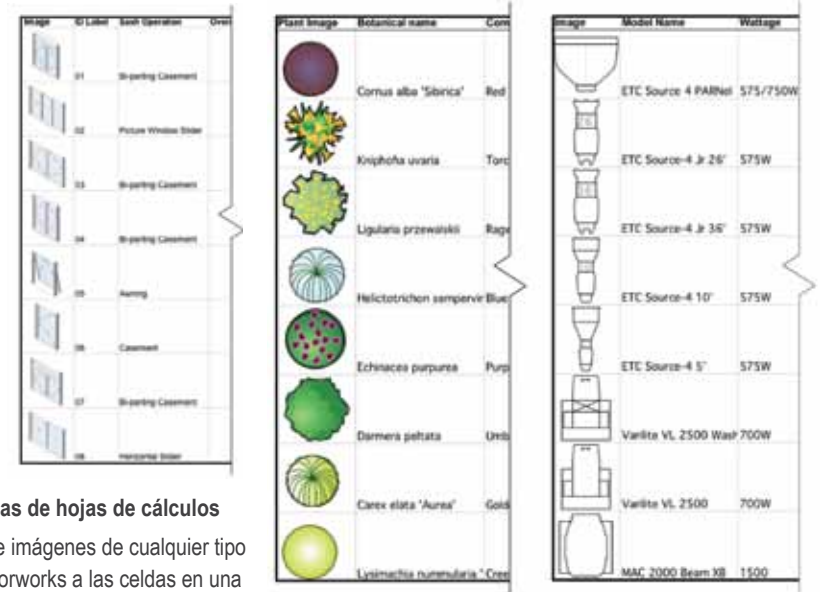 Image ID Label Sash Operation
01 Bi-parting Casement
02 Picture Window Slider
03 Bi-parting Casement
04 Bi-parting Casement
05 Awning
06 Casement
07 Bi-parting Casement
08 Horizontal Slider
Plant Image Botanical name Com
Cornus alba 'Sibirica' Red
Kniphofia uvaria Torc
Ligularia przewalskii Rage
Helictotrichon sempervir Blue
Echinacea purpurea Purp
Darmera peltata Umb
Carex elata 'Aurea' Gold
Lysimachia nummularia ' Cree
Image Model Name Wattage
ETC Source 4 PARNel 575/750W
ETC Source-4 Jr 26° 575W
ETC Source-4 Jr 36° 575W
ETC Source-4 10° 575W
ETC Source-4 5° 575W
Varilite VL 2500 Wash 700W
Varilite VL 2500 700W
MAC 2000 Beam XB 1500
as de hojas de cálculos
e imágenes de cualquier tipo
orworks a las celdas en una